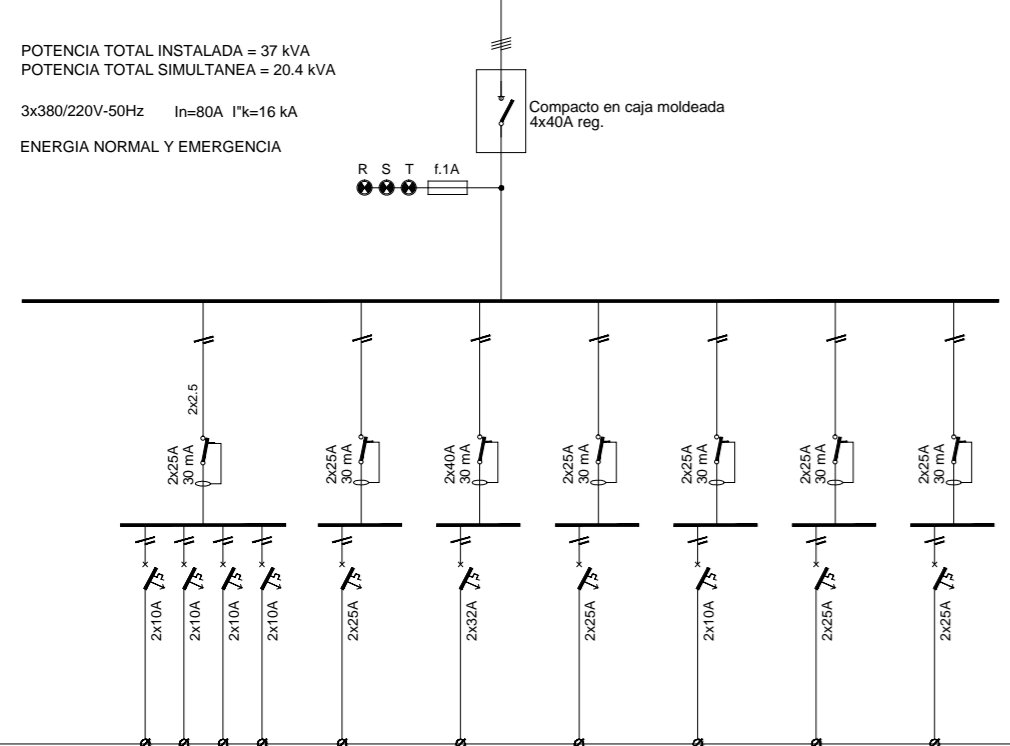 POTENCIA TOTAL INSTALADA = 37 kVA
POTENCIA TOTAL SIMULTANEA = 20.4 kVA
3x380/220V-50Hz In=80A I"k=16 kA
ENERGIA NORMAL Y EMERGENCIA
Compacto en caja moldeada
4x40A reg.
R S T f.1A
2x2.5
2x25A
30 mA
2x25A
30 mA
2x40A
30 mA
2x25A
30 mA
2x25A
30 mA
2x25A
30 mA
2x25A
30 mA
2x10A
2x10A
2x10A
2x10A
2x25A
2x32A
2x25A
2x10A
2x25A
2x25A